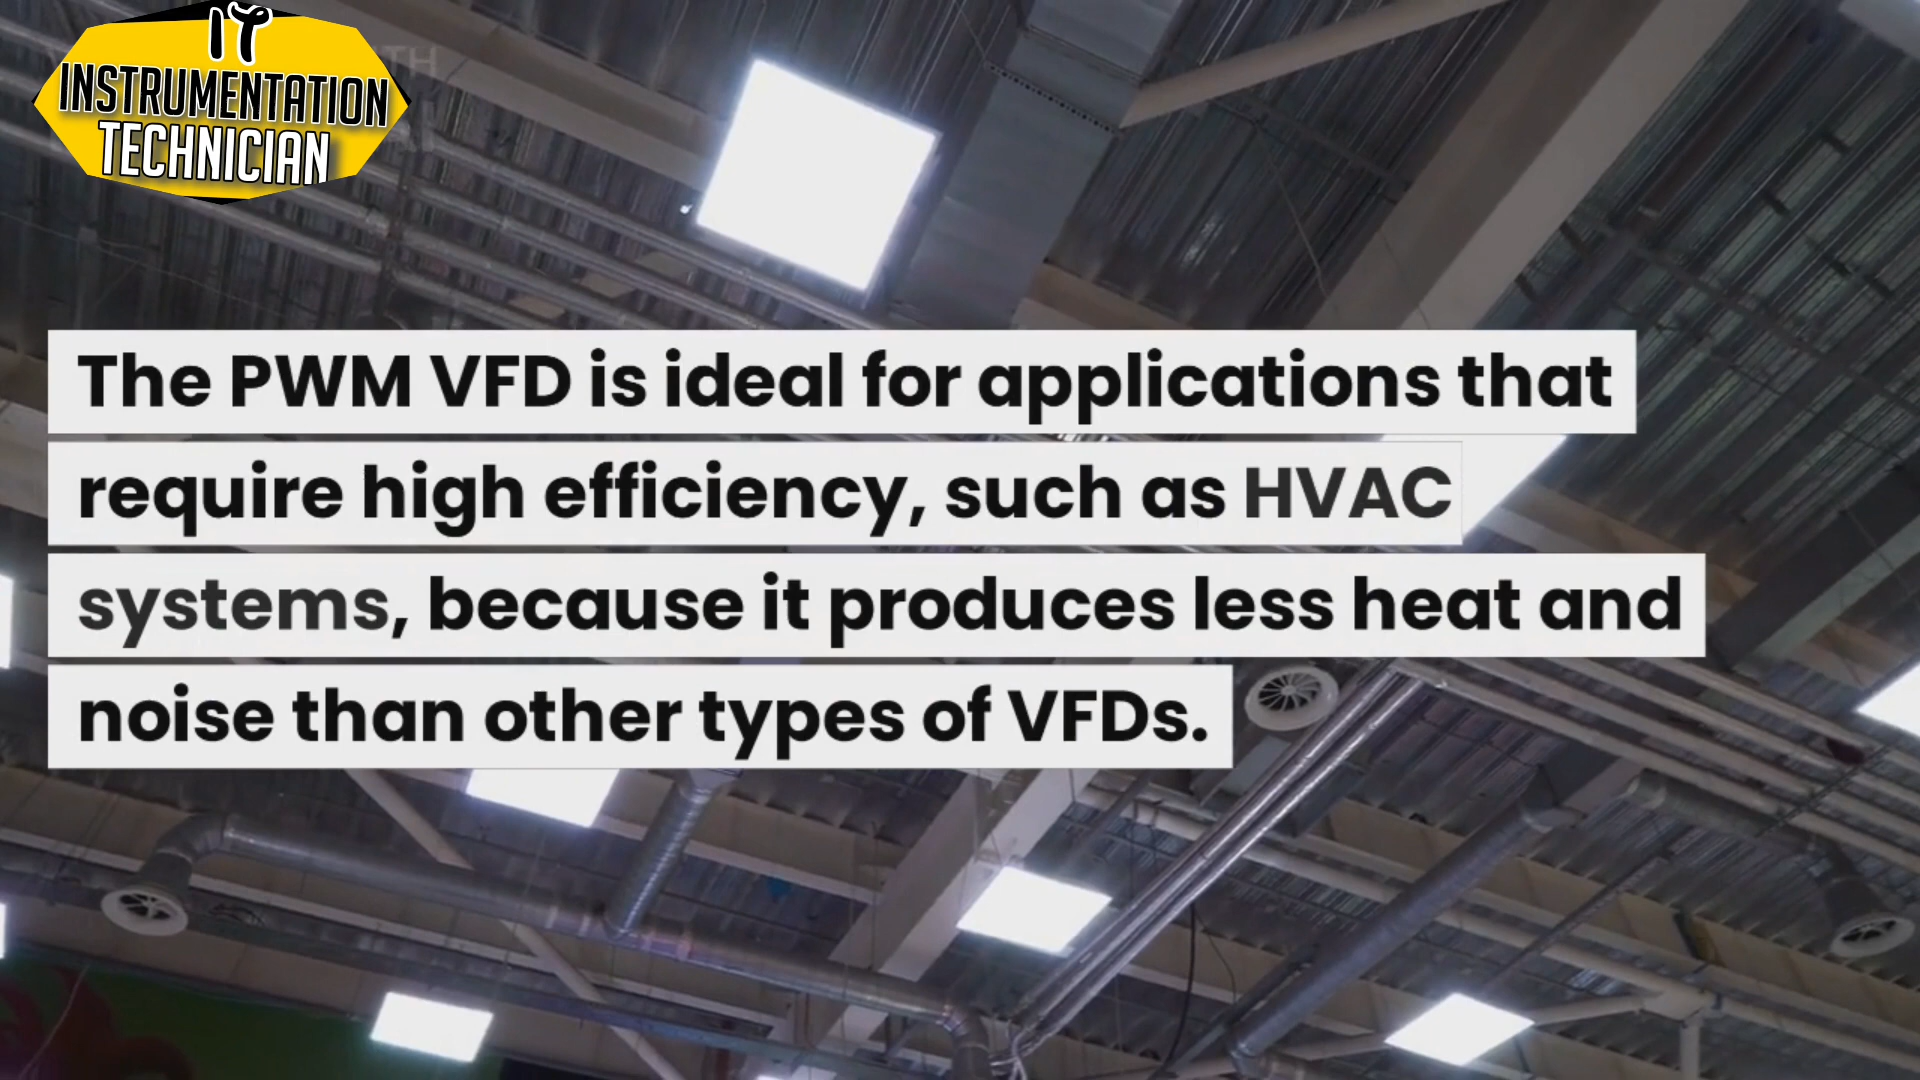 IT
INSTRUMENTATION
TECHNICIAN
The PWM VFD is ideal for applications that
require high efficiency, such as HVAC
systems, because it produces less heat and
noise than other types of VFDs.